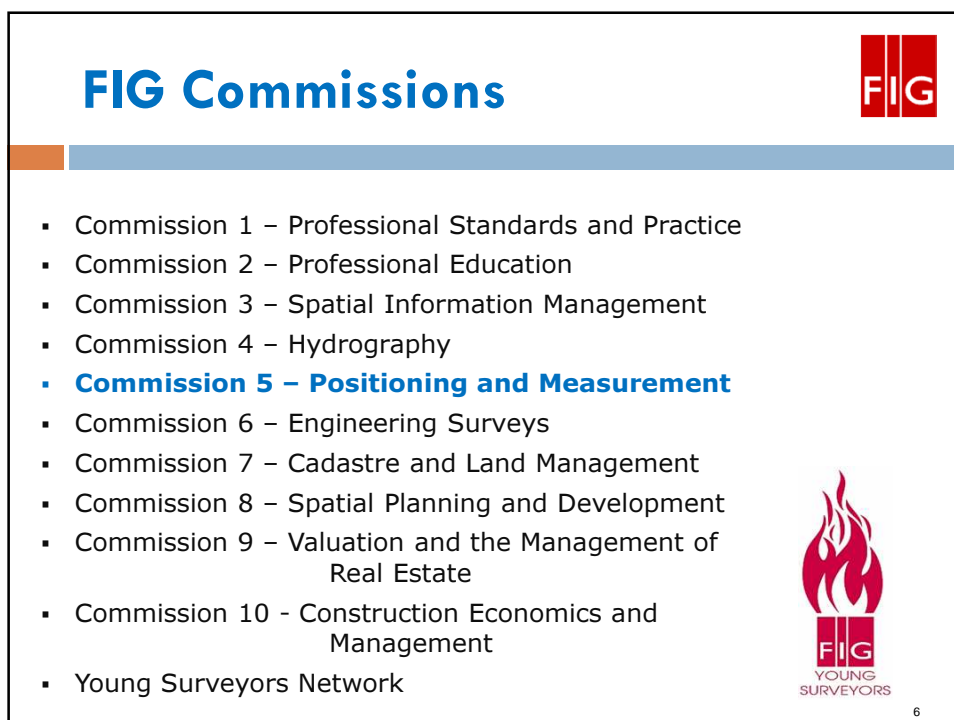 FIG Commissions
FIG
▪ Commission 1 – Professional Standards and Practice
▪ Commission 2 – Professional Education
▪ Commission 3 – Spatial Information Management
▪ Commission 4 – Hydrography
▪ Commission 5 – Positioning and Measurement
▪ Commission 6 – Engineering Surveys
▪ Commission 7 – Cadastre and Land Management
▪ Commission 8 – Spatial Planning and Development
▪ Commission 9 – Valuation and the Management of
Real Estate
▪ Commission 10 - Construction Economics and
Management
▪ Young Surveyors Network
FIG
YOUNG
SURVEYORS
6